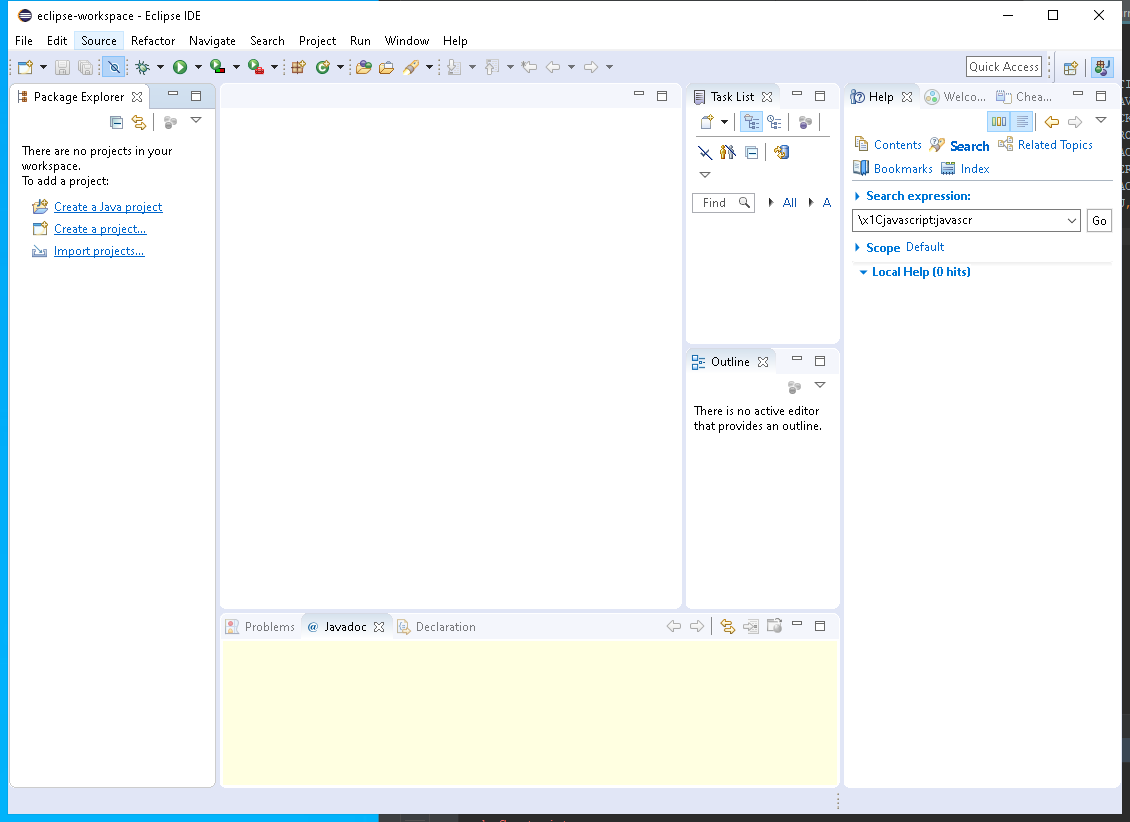 eclipse-workspace - Eclipse IDE
File Edit Source Refactor Navigate Search Project Run Window Help
Quick Access
Package Explorer
There are no projects in your
workspace.
To add a project:
Create a Java project
Create a project...
Import projects...
Task List
Find
All
A
Outline
There is no active editor
that provides an outline.
Help Welco... Chea...
Contents Search Related Topics
Bookmarks Index
Search expression:
\x1Cjavascript:javascr
Go
Scope Default
Local Help (0 hits)
Problems @ Javadoc Declaration